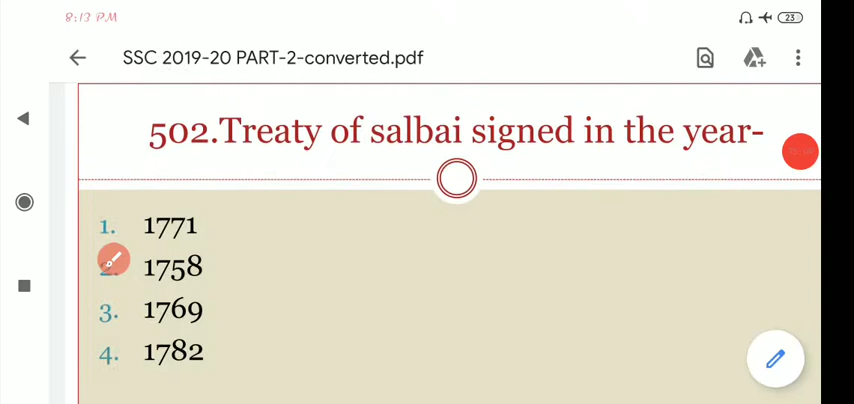 8:13 PM
23
SSC 2019-20 PART-2-converted.pdf
502.Treaty of salbai signed in the year-
1. 1771
2. 1758
3. 1769
4. 1782